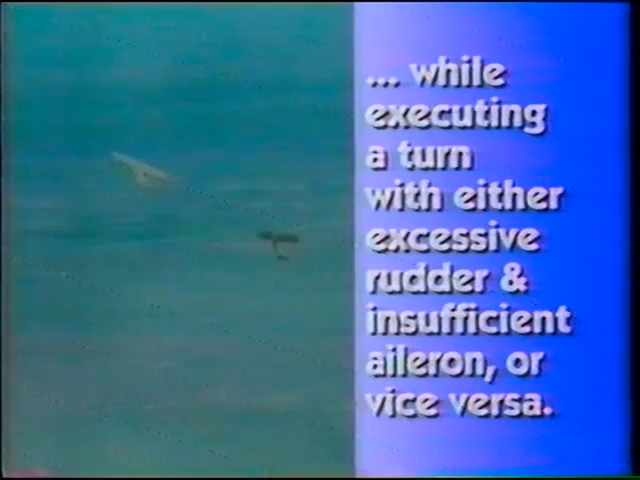 ... while
executing
a turn
with either
excessive
rudder &
insufficient
aileron, or
vice versa.